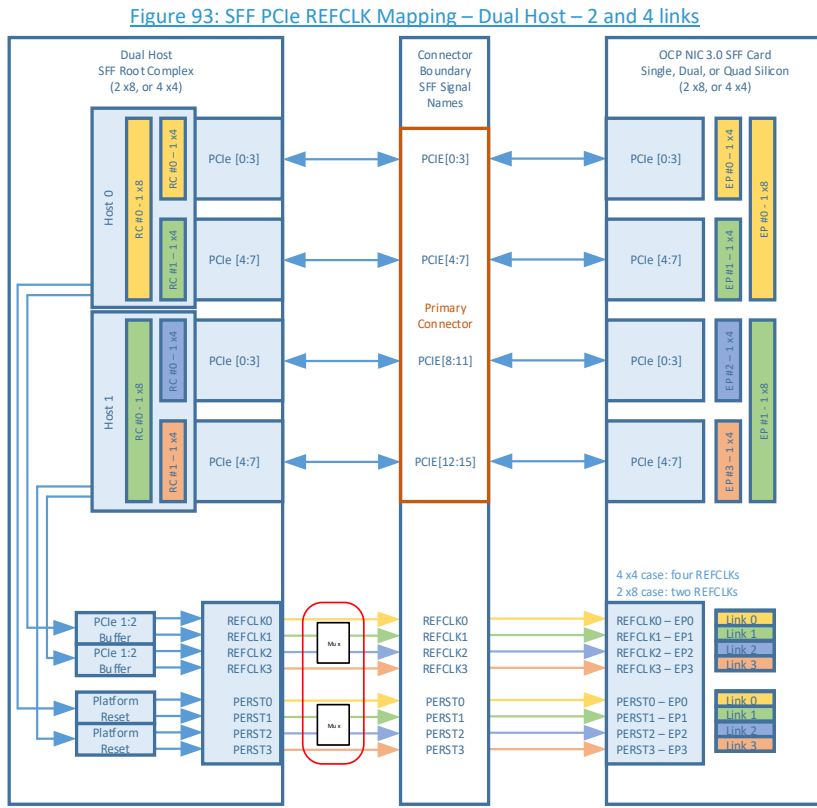 Figure 93: SFF PCIe REFCLK Mapping – Dual Host – 2 and 4 links
Dual Host
SFF Root Complex
(2 x8, or 4 x4)
Connector
Boundary
SFF Signal
Names
OCP NIC 3.0 SFF Card
Single, Dual, or Quad Silicon
(2 x8, or 4 x4)
Host 0
RC #0 - 1 x8
RC #0 – 1 x4
PCIe [0:3]
PCIE[0:3]
PCIe [0:3]
EP #0 – 1 x4
EP #0 - 1 x8
RC #1 – 1 x4
PCIe [4:7]
PCIE[4:7]
PCIe [4:7]
EP #1 – 1 x4
Primary
Connector
Host 1
RC #0 - 1 x8
RC #0 – 1 x4
PCIe [0:3]
PCIE[8:11]
PCIe [0:3]
EP #2 – 1 x4
EP #1 - 1 x8
RC #1 – 1 x4
PCIe [4:7]
PCIE[12:15]
PCIe [4:7]
EP #3 – 1 x4
4 x4 case: four REFCLKs
2 x8 case: two REFCLKs
PCIe 1:2
Buffer
PCIe 1:2
Buffer
REFCLK0
REFCLK1
REFCLK2
REFCLK3
Mux
REFCLK0
REFCLK1
REFCLK2
REFCLK3
REFCLK0 – EP0
REFCLK1 – EP1
REFCLK2 – EP2
REFCLK3 – EP3
Link 0
Link 1
Link 2
Link 3
Platform
Reset
Platform
Reset
PERST0
PERST1
PERST2
PERST3
Mux
PERST0
PERST1
PERST2
PERST3
PERST0 – EP0
PERST1 – EP1
PERST2 – EP2
PERST3 – EP3
Link 0
Link 1
Link 2
Link 3